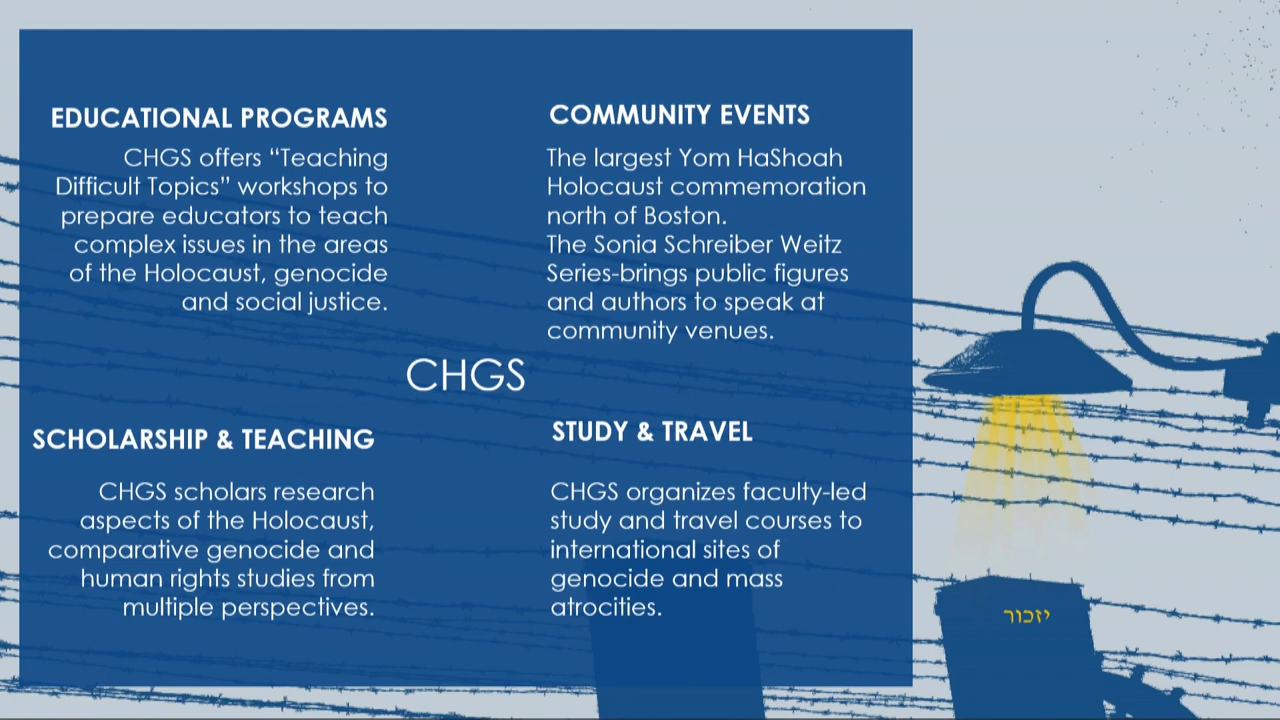 EDUCATIONAL PROGRAMS
CHGS offers “Teaching
Difficult Topics” workshops to
prepare educators to teach
complex issues in the areas
of the Holocaust, genocide
and social justice.
COMMUNITY EVENTS
The largest Yom HaShoah
Holocaust commemoration
north of Boston.
The Sonia Schreiber Weitz
Series-brings public figures
and authors to speak at
community venues.
CHGS
SCHOLARSHIP & TEACHING
CHGS scholars research
aspects of the Holocaust,
comparative genocide and
human rights studies from
multiple perspectives.
STUDY & TRAVEL
CHGS organizes faculty-led
study and travel courses to
international sites of
genocide and mass
atrocities.
יזכור